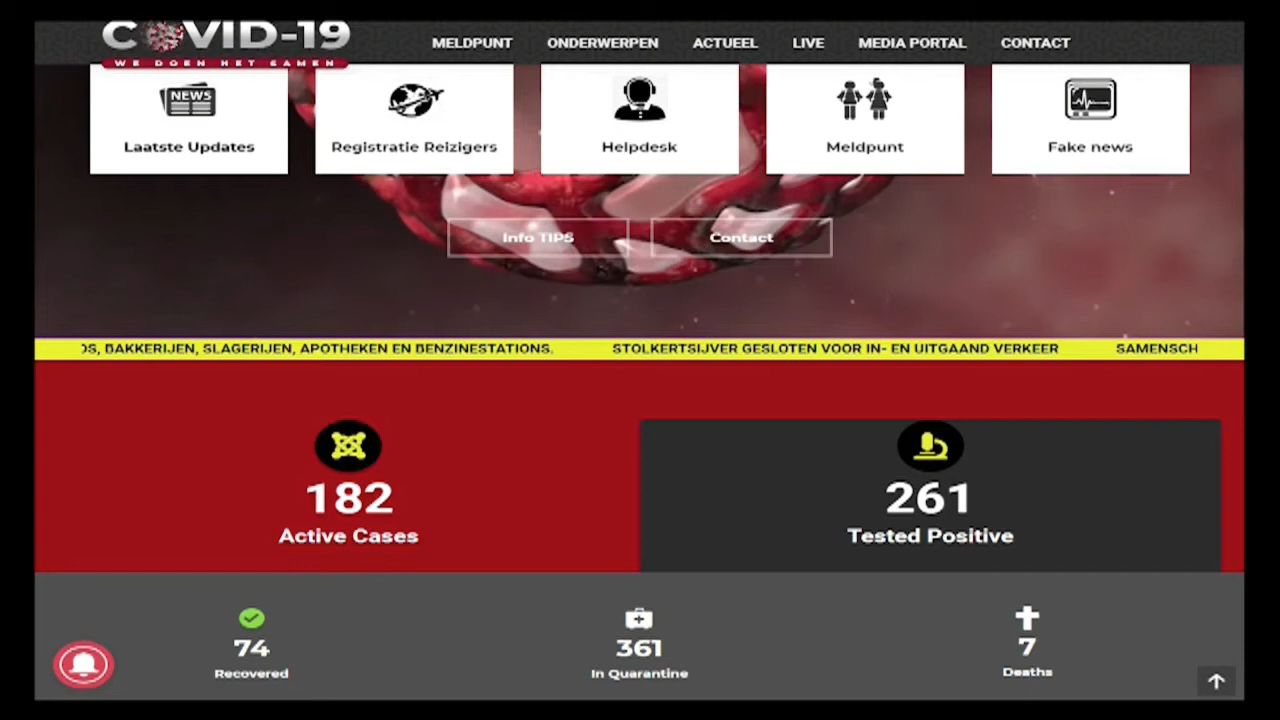 COVID-19
WE DOEN HET SAMEN
MELDPUNT ONDERWERPEN ACTUEEL LIVE MEDIA PORTAL CONTACT
NEWS
Laatste Updates
Registratie Reizigers
Helpdesk
Meldpunt
Fake news
Info TIPS
Contact
BAKKERIJEN, SLAGERIJEN, APOTHEKEN EN BENZINESTATIONS. STOLKERTSIJVER GESLOTEN VOOR IN- EN UITGAAND VERKEER SAMENSCH
182
Active Cases
261
Tested Positive
74
Recovered
361
In Quarantine
7
Deaths